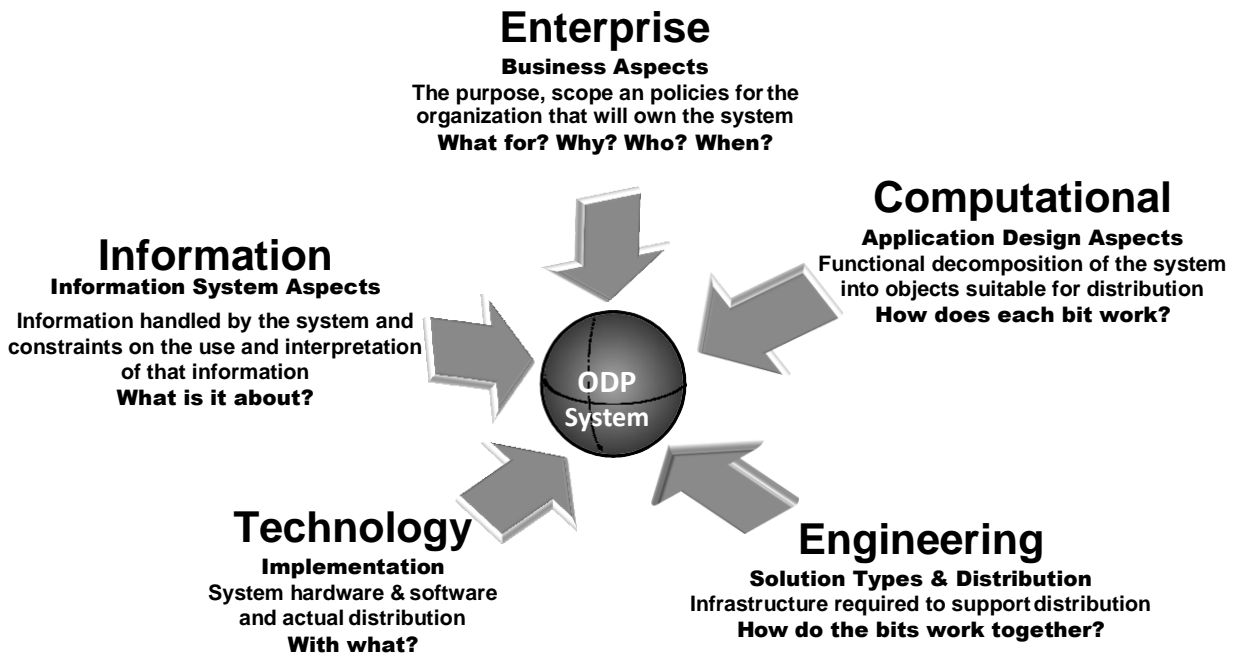 Enterprise
Business Aspects
The purpose, scope an policies for the
organization that will own the system
What for? Why? Who? When?
Computational
Application Design Aspects
Functional decomposition of the system
into objects suitable for distribution
How does each bit work?
Information
Information System Aspects
Information handled by the system and
constraints on the use and interpretation
of that information
What is it about?
ODP
System
Technology
Implementation
System hardware & software
and actual distribution
With what?
Engineering
Solution Types & Distribution
Infrastructure required to support distribution
How do the bits work together?